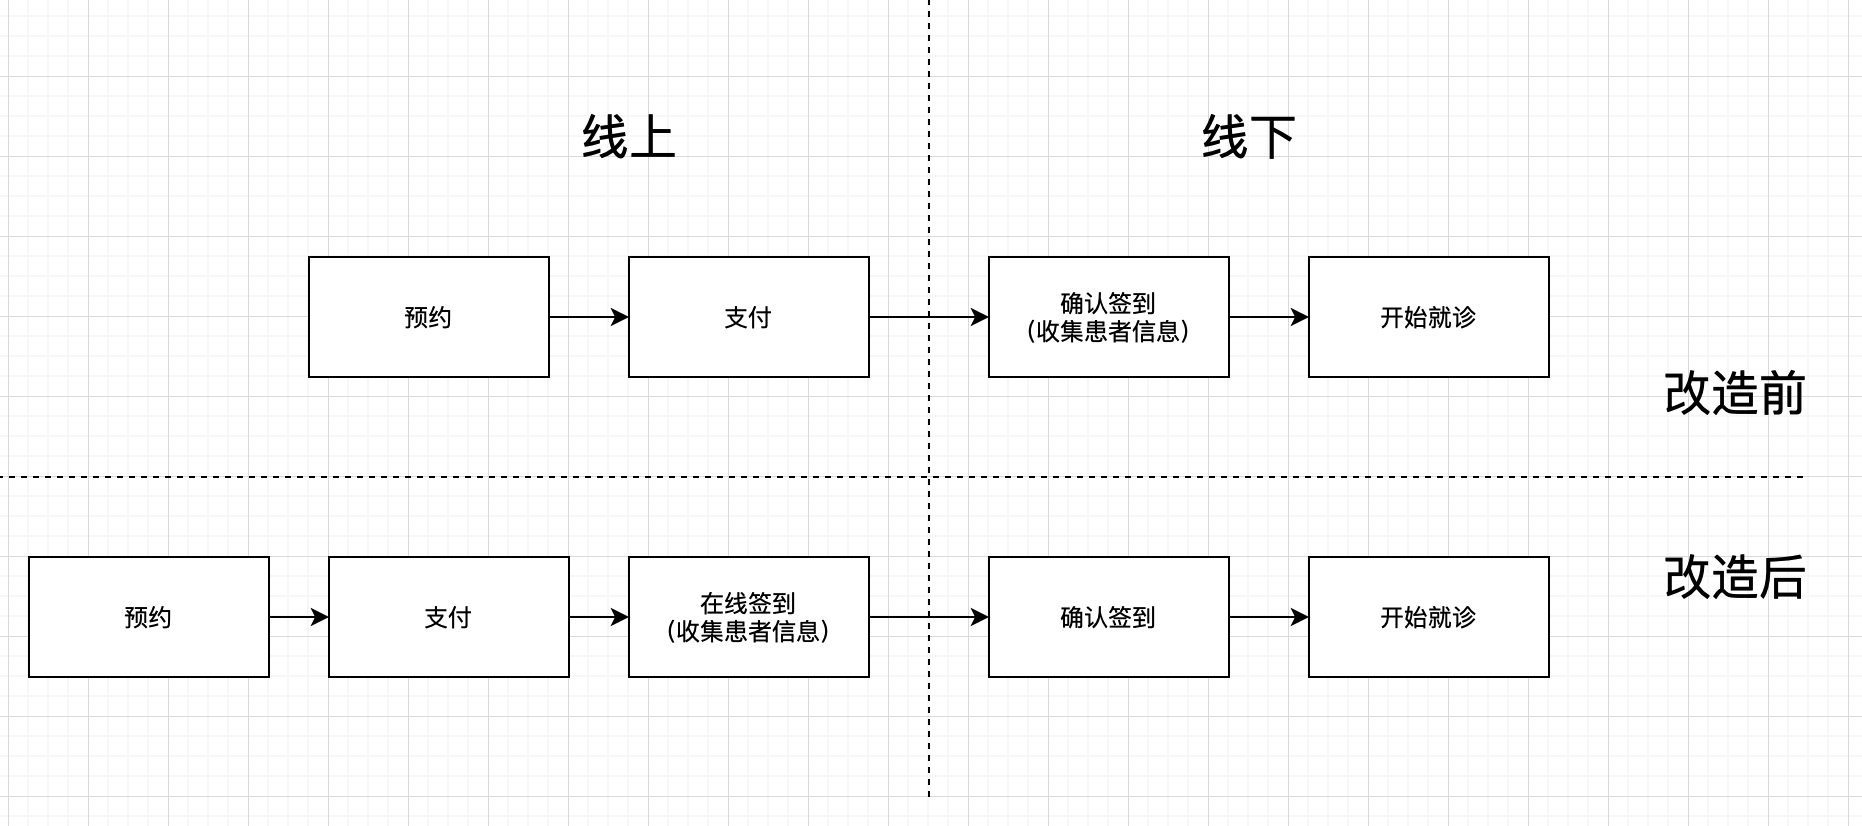 线上
线下
预约
支付
确认签到
(收集患者信息)
开始就诊
改造前
改造后
预约
支付
在线签到
(收集患者信息)
确认签到
开始就诊